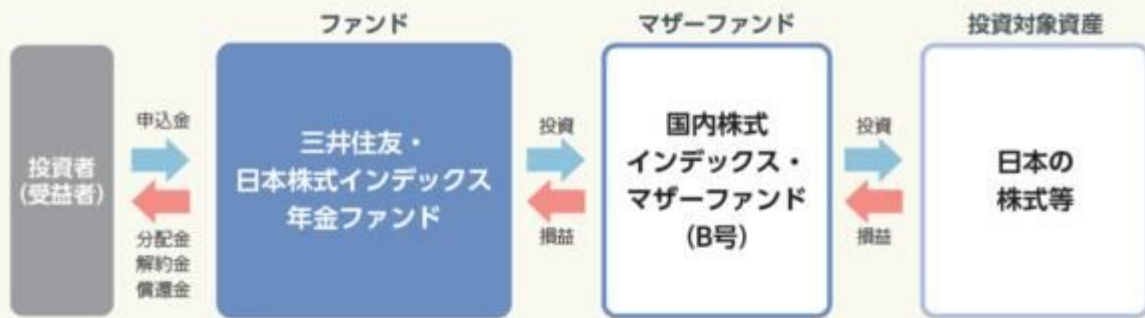 ファンド
マザーファンド
投資対象資産
投資者
(受益者)
申込金
分配金
解約金
償還金
三井住友・
日本株式インデックス
年金ファンド
投資
損益
国内株式
インデックス・
マザーファンド
(B号)
投資
損益
日本の
株式等